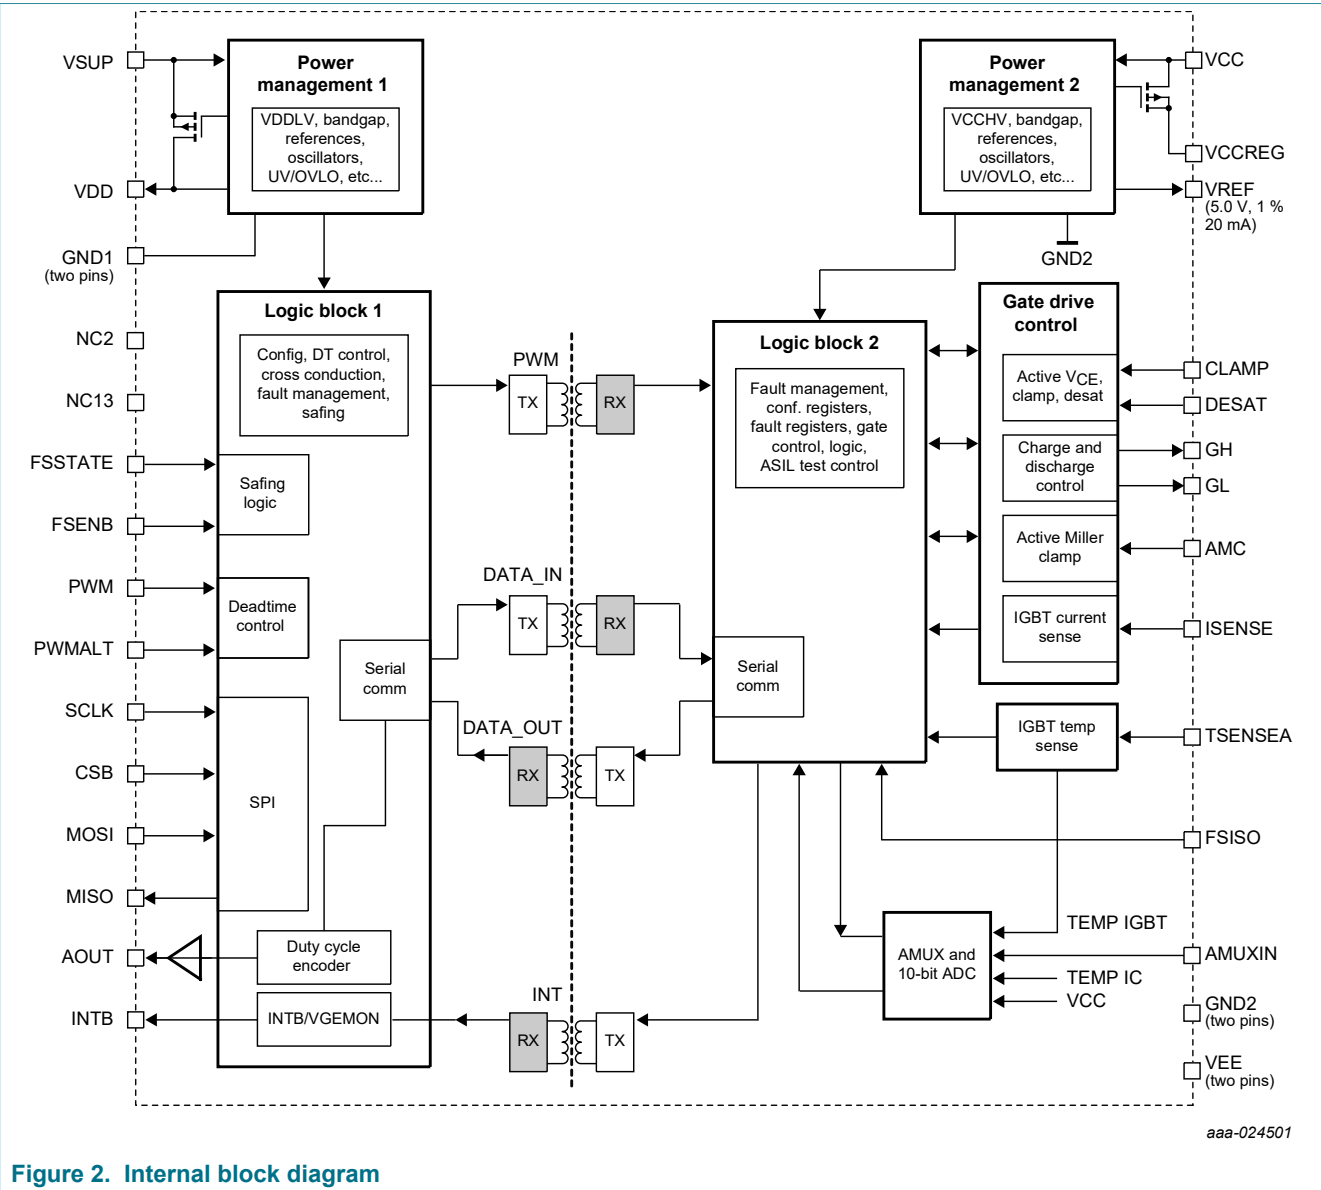 VSUP
VDD
GND1
(two pins)
NC2
NC13
FSSTATE
FSENB
PWM
PWMALT
SCLK
CSB
MOSI
MISO
AOUT
INTB
Power
management 1
VDDLV, bandgap,
references,
oscillators,
UV/OVLO, etc...
Logic block 1
Config, DT control,
cross conduction,
fault management,
safing
Safing
logic
Deadtime
control
Serial
comm
SPI
Duty cycle
encoder
INTB/VGEMON
PWM
TX
RX
DATA_IN
TX
RX
DATA_OUT
RX
TX
INT
RX
TX
Power
management 2
VCCHV, bandgap,
references,
oscillators,
UV/OVLO, etc...
GND2
Logic block 2
Fault management,
conf. registers,
fault registers, gate
control, logic,
ASIL test control
Serial
comm
Gate drive
control
Active VCE,
clamp, desat
Charge and
discharge
control
Active Miller
clamp
IGBT current
sense
IGBT temp
sense
AMUX and
10-bit ADC
TEMP IGBT
TEMP IC
VCC
VCC
VCCREG
VREF
(5.0 V, 1 %
20 mA)
CLAMP
DESAT
GH
GL
AMC
ISENSE
TSENSEA
FSISO
AMUXIN
GND2
(two pins)
VEE
(two pins)
aaa-024501
Figure 2. Internal block diagram